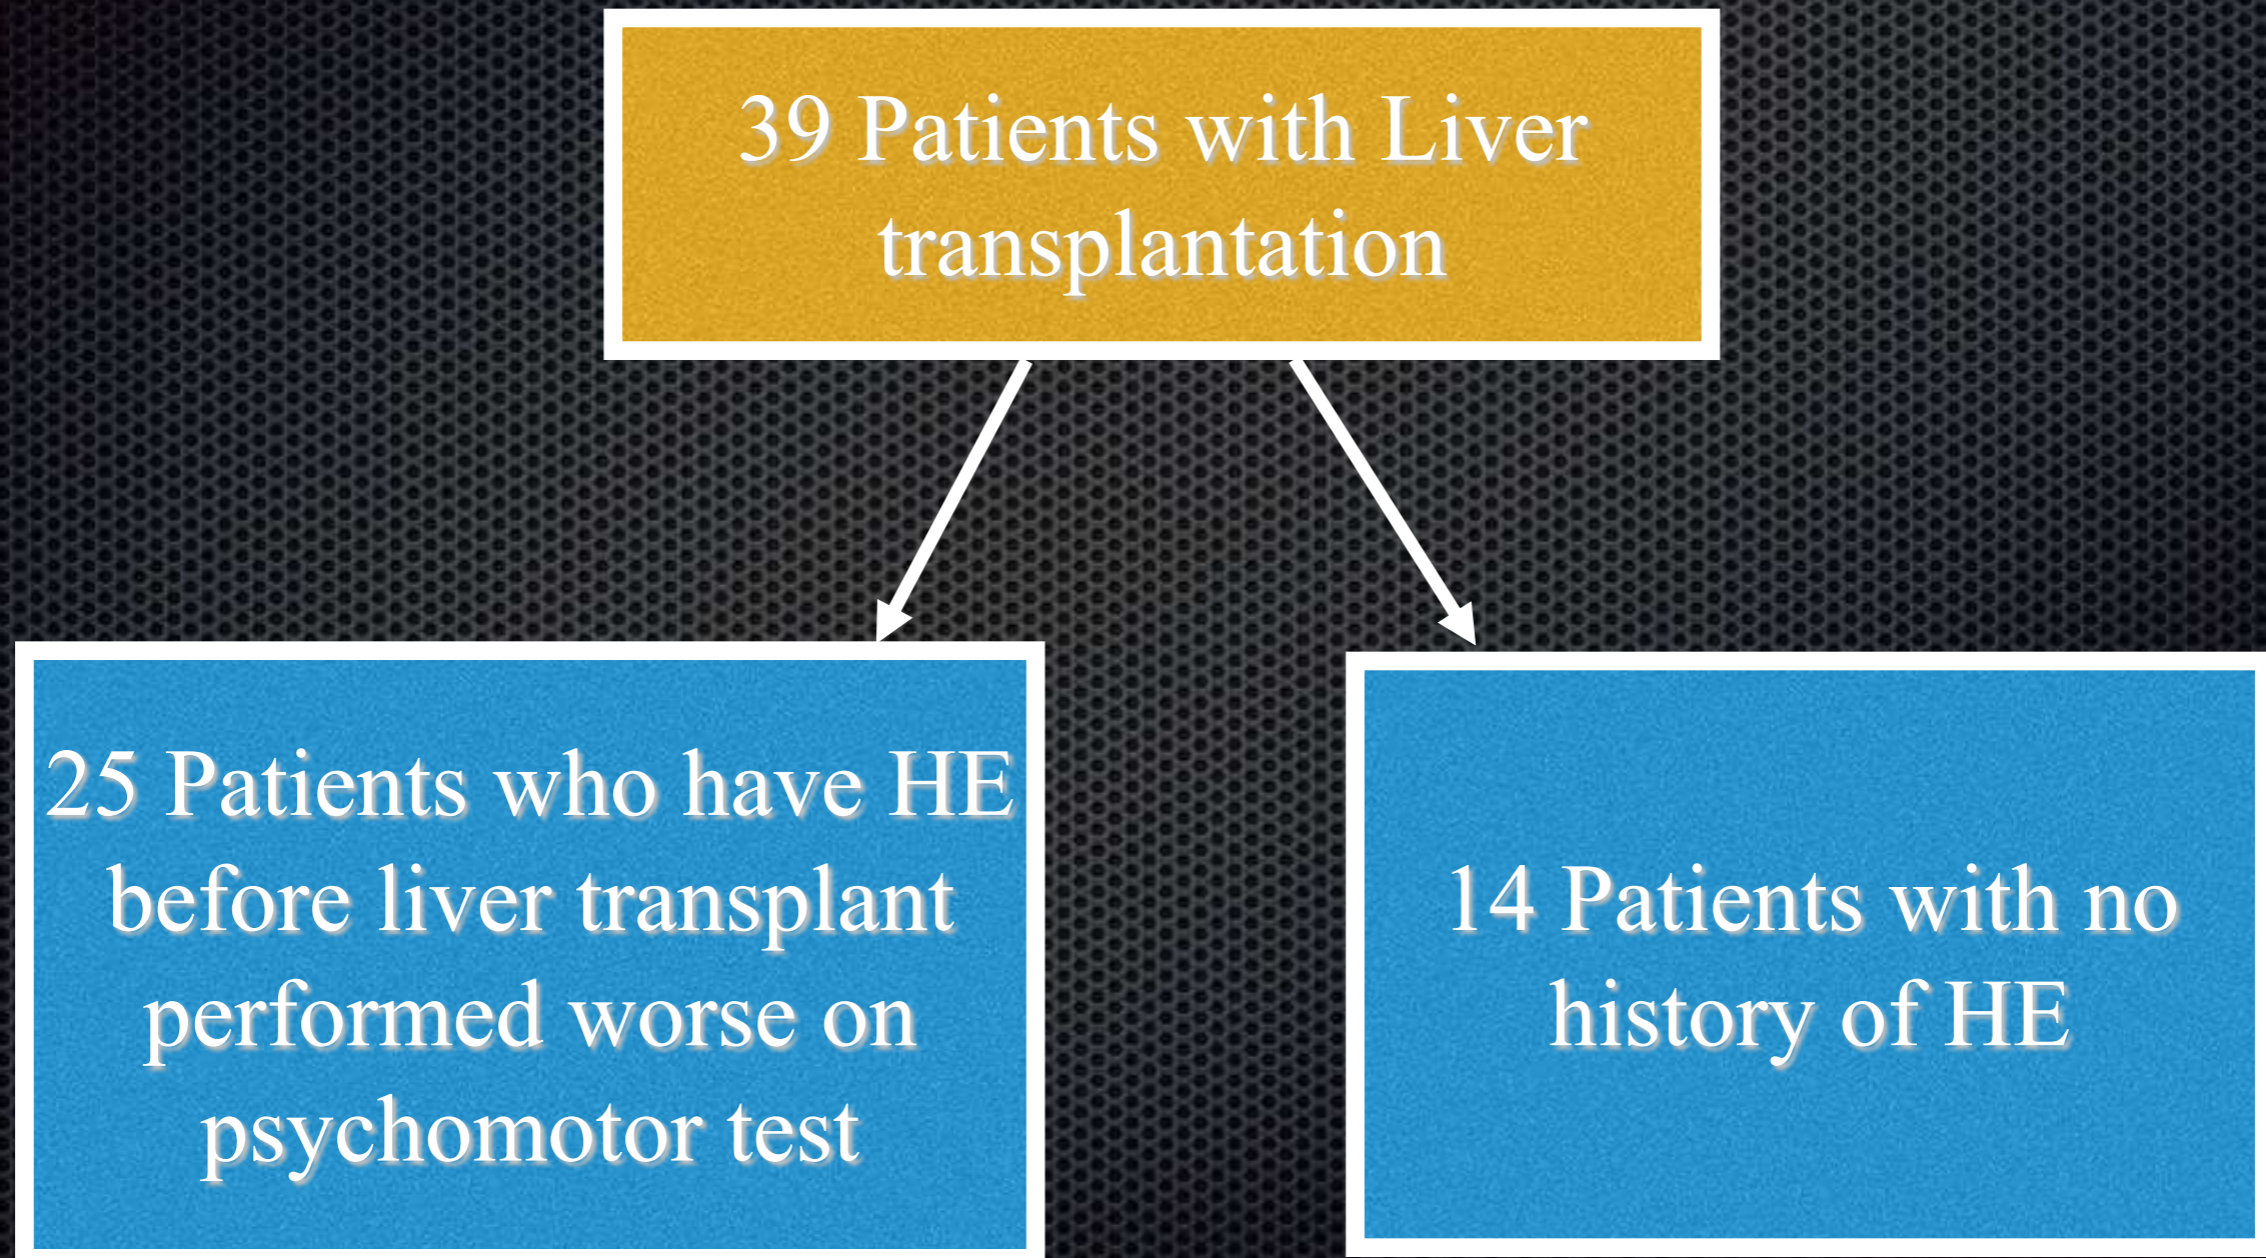 39 Patients with Liver
transplantation
25 Patients who have HE
before liver transplant
performed worse on
psychomotor test
14 Patients with no
history of HE